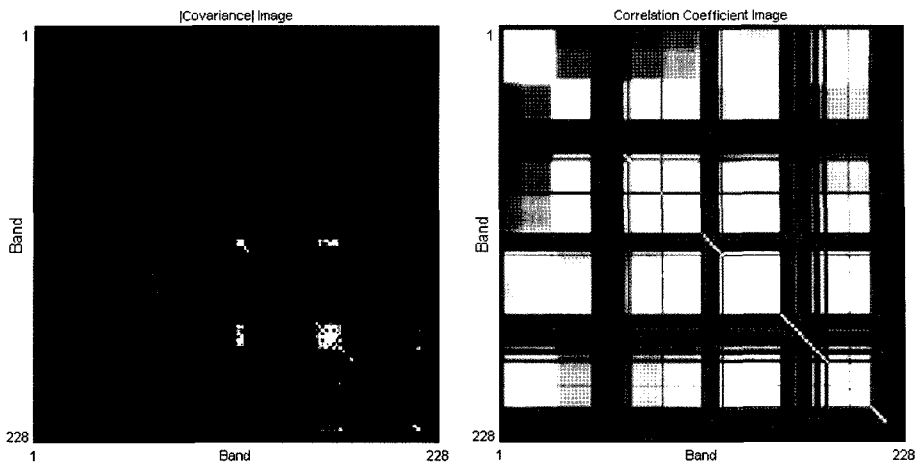 |Covariance| Image
1
Band
228
1
Band
228
Correlation Coefficient Image
1
Band
228
1
Band
228